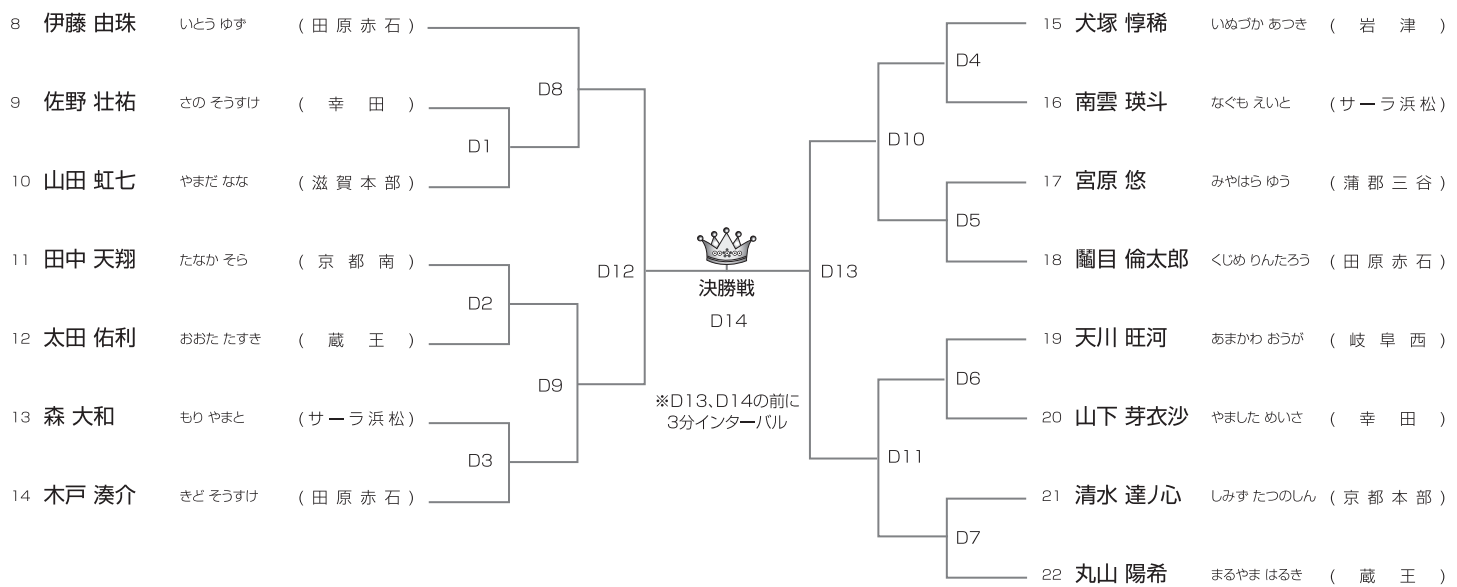 8 伊藤 由珠 いとう ゆず (田原赤石)
9 佐野 壮祐 さの そうすけ (幸田)
10 山田 虹七 やまだ なな (滋賀本部)
11 田中 天翔 たなか そら (京都南)
12 太田 佑利 おおた たすき (蔵王)
13 森 大和 もり やまと (サーラ浜松)
14 木戸 湊介 きど そうすけ (田原赤石)
D8
D1
D2
D9
D3
D12
決勝戦
D14
※D13、D14の前に
3分インターバル
D13
D4
D10
D5
D6
D11
D7
15 犬塚 惇稀 いぬづか あつき (岩津)
16 南雲 瑛斗 なぐも えいと (サーラ浜松)
17 宮原 悠 みやはら ゆう (蒲郡三谷)
18 鬮目 倫太郎 くじめ りんたろう (田原赤石)
19 天川 旺河 あまかわ おうが (岐阜西)
20 山下 芽衣沙 やました めいさ (幸田)
21 清水 達ノ心 しみず たつのしん (京都本部)
22 丸山 陽希 まるやま はるき (蔵王)